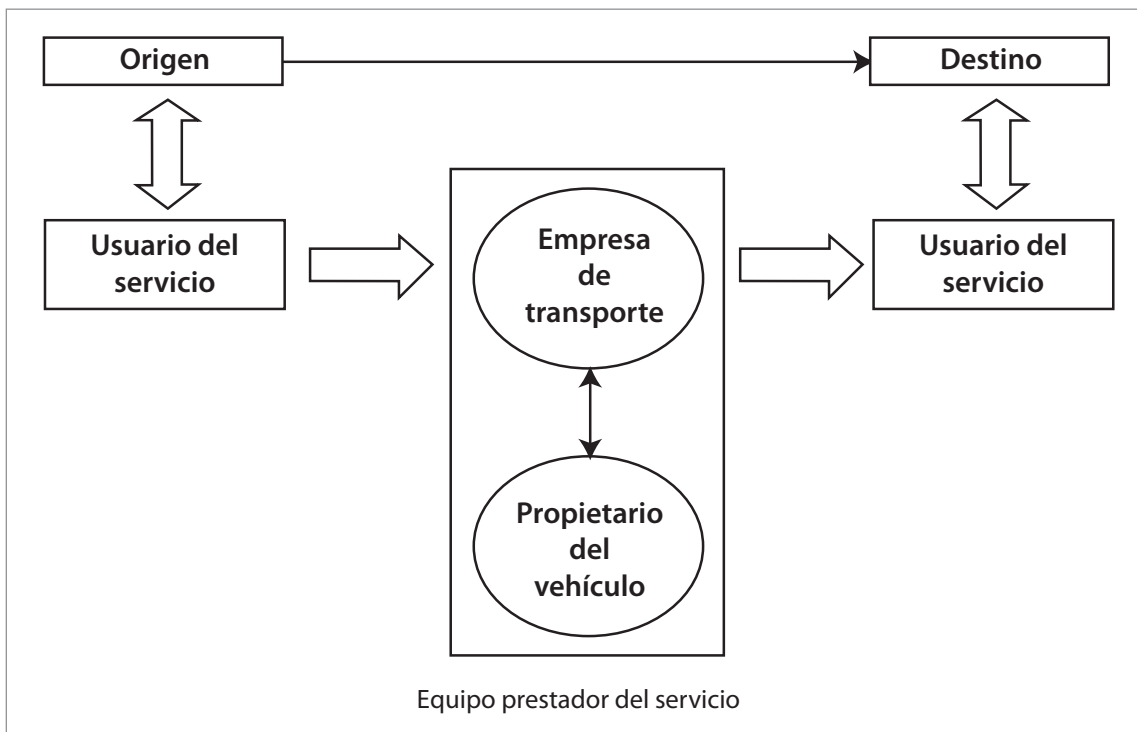 Origen
Destino
Usuario del
servicio
Empresa
de
transporte
Usuario del
servicio
Propietario
del
vehículo
Equipo prestador del servicio